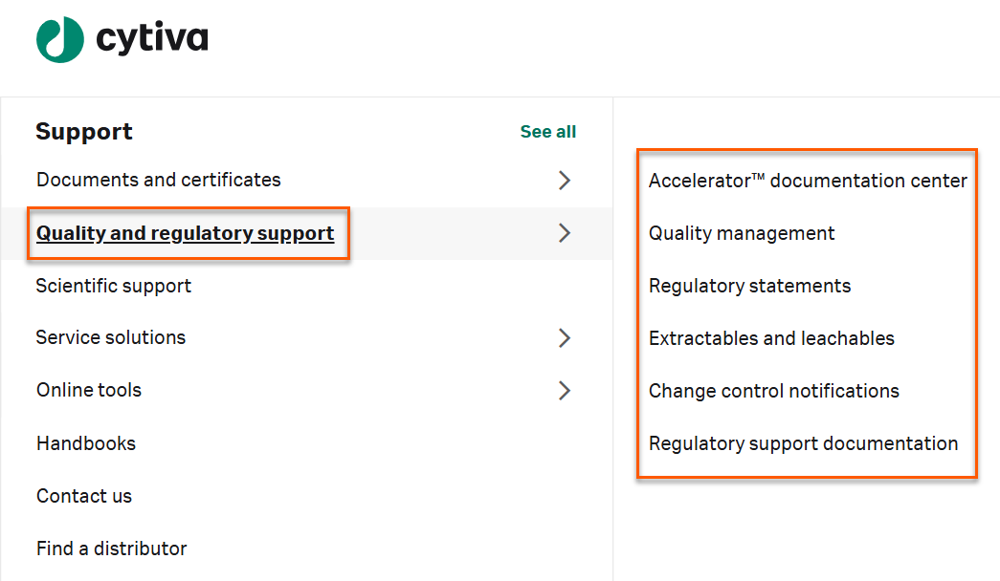 cytiva
Support
See all
Documents and certificates
Quality and regulatory support
Scientific support
Service solutions
Online tools
Handbooks
Contact us
Find a distributor
Accelerator™ documentation center
Quality management
Regulatory statements
Extractables and leachables
Change control notifications
Regulatory support documentation